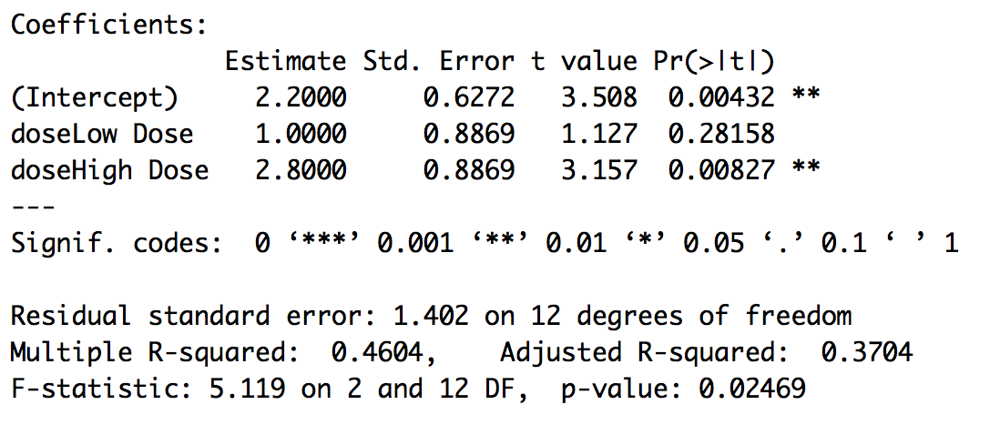 Coefficients:
Estimate Std. Error t value Pr(>|t|)
(Intercept) 2.2000 0.6272 3.508 0.00432 **
doseLow Dose 1.0000 0.8869 1.127 0.28158
doseHigh Dose 2.8000 0.8869 3.157 0.00827 **
---
Signif. codes: 0 ‘***’ 0.001 ‘**’ 0.01 ‘*’ 0.05 ‘.’ 0.1 ‘ ’ 1
Residual standard error: 1.402 on 12 degrees of freedom
Multiple R-squared: 0.4604, Adjusted R-squared: 0.3704
F-statistic: 5.119 on 2 and 12 DF, p-value: 0.02469